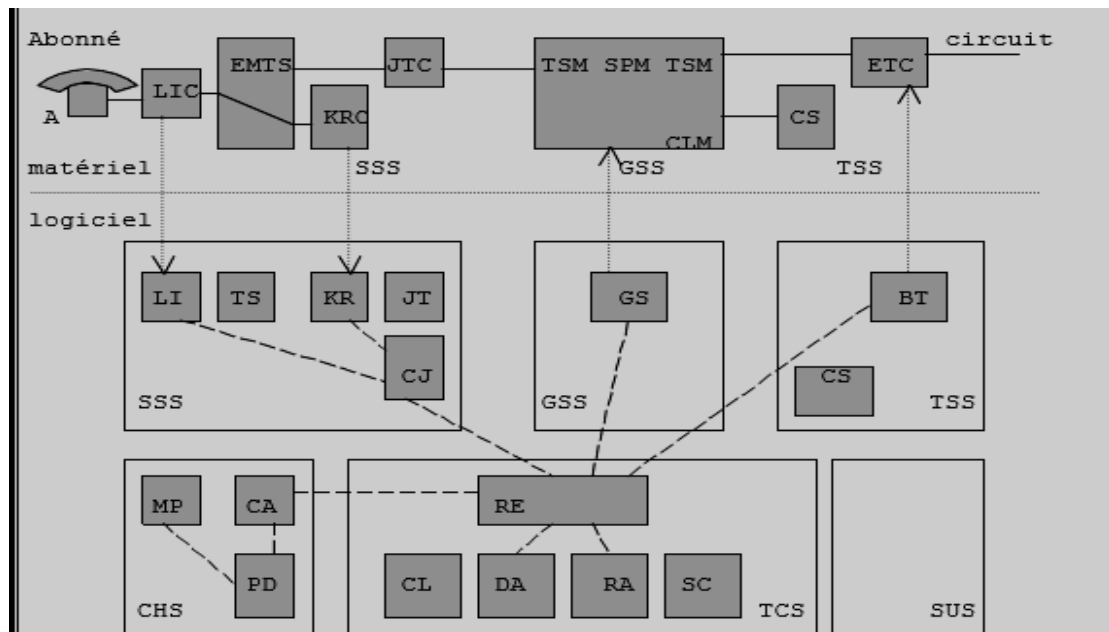 Abonné
circuit
EMTS
JTC
TSM SPM TSM
ETC
LIC
A
KRC
CS
CLM
matériel
SSS
GSS
TSS
logiciel
LI
TS
KR
JT
GS
BT
CJ
CS
SSS
GSS
TSS
MP
CA
RE
PD
CL
DA
RA
SC
CHS
TCS
SUS